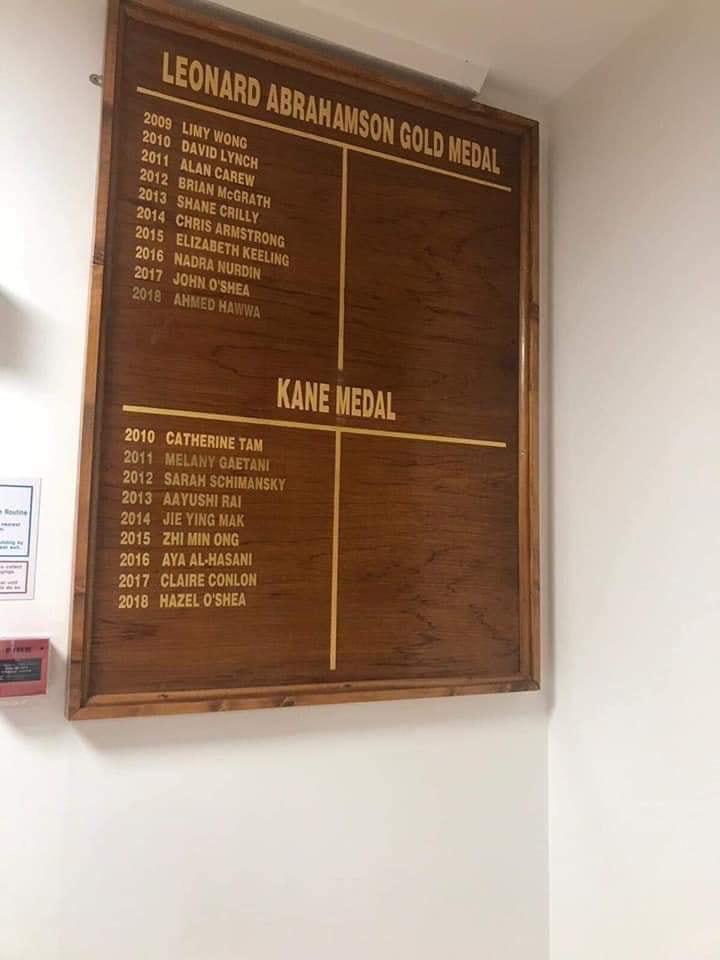 LEONARD ABRAHAMSON GOLD MEDAL
2009 LIMY WONG
2010 DAVID LYNCH
2011 ALAN CAREW
2012 BRIAN McGRATH
2013 SHANE CRILLY
2014 CHRIS ARMSTRONG
2015 ELIZABETH KEELING
2016 NADRA NURDIN
2017 JOHN O'SHEA
2018 AHMED HAWWA
KANE MEDAL
2010 CATHERINE TAM
2011 MELANY GAETANI
2012 SARAH SCHIMANSKY
2013 AAYUSHI RAI
2014 JIE YING MAK
2015 ZHI MIN ONG
2016 AYA AL-HASANI
2017 CLAIRE CONLON
2018 HAZEL O'SHEA
Routine
nearest